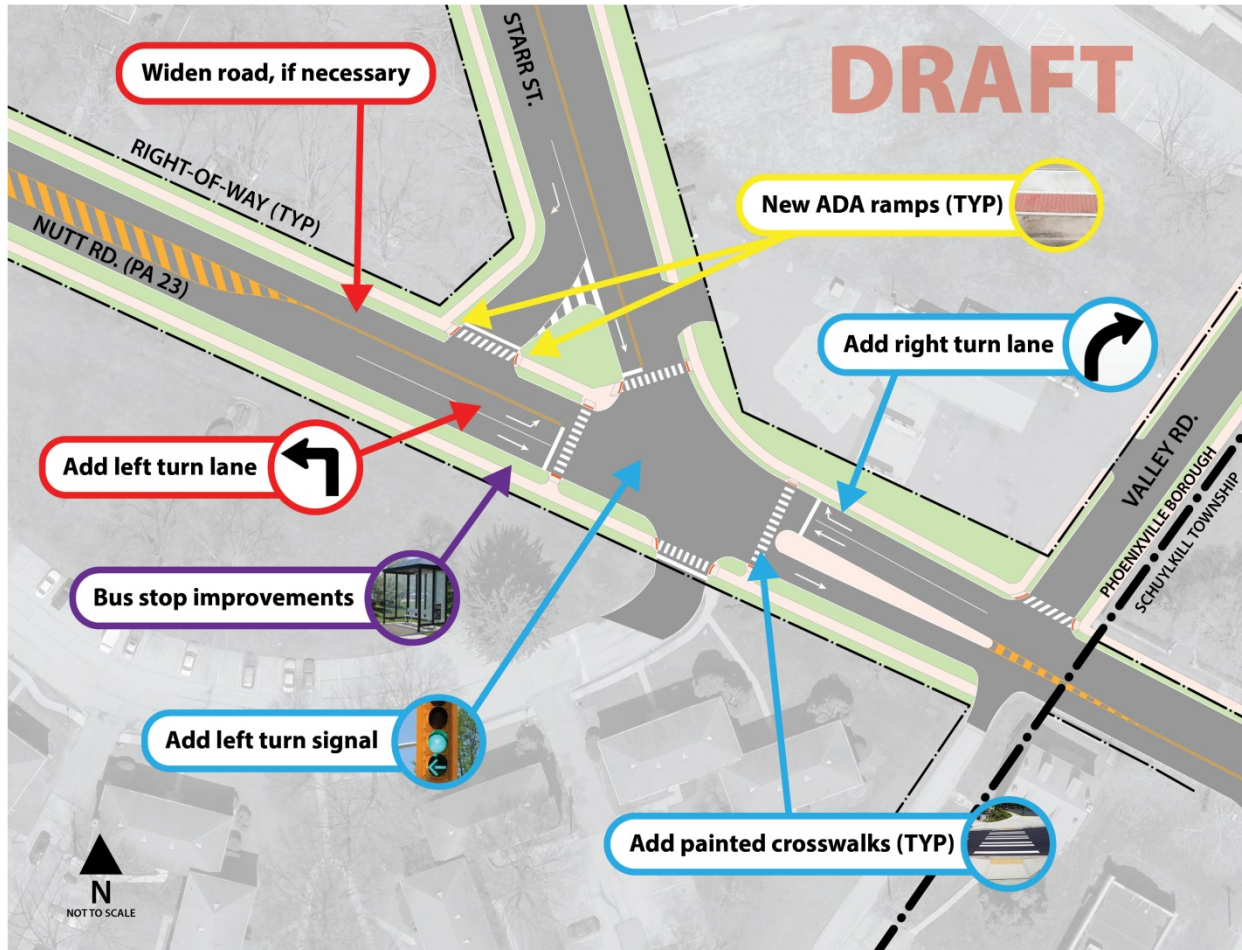 DRAFT
STARR ST.
Widen road, if necessary
RIGHT-OF-WAY (TYP)
New ADA ramps (TYP)
NUTT RD. (PA 23)
Add right turn lane
VALLEY RD.
PHOENIXVILLE BOROUGH
SCHUYLKILL TOWNSHIP
Add left turn lane
Bus stop improvements
Add left turn signal
Add painted crosswalks (TYP)
N
NOT TO SCALE